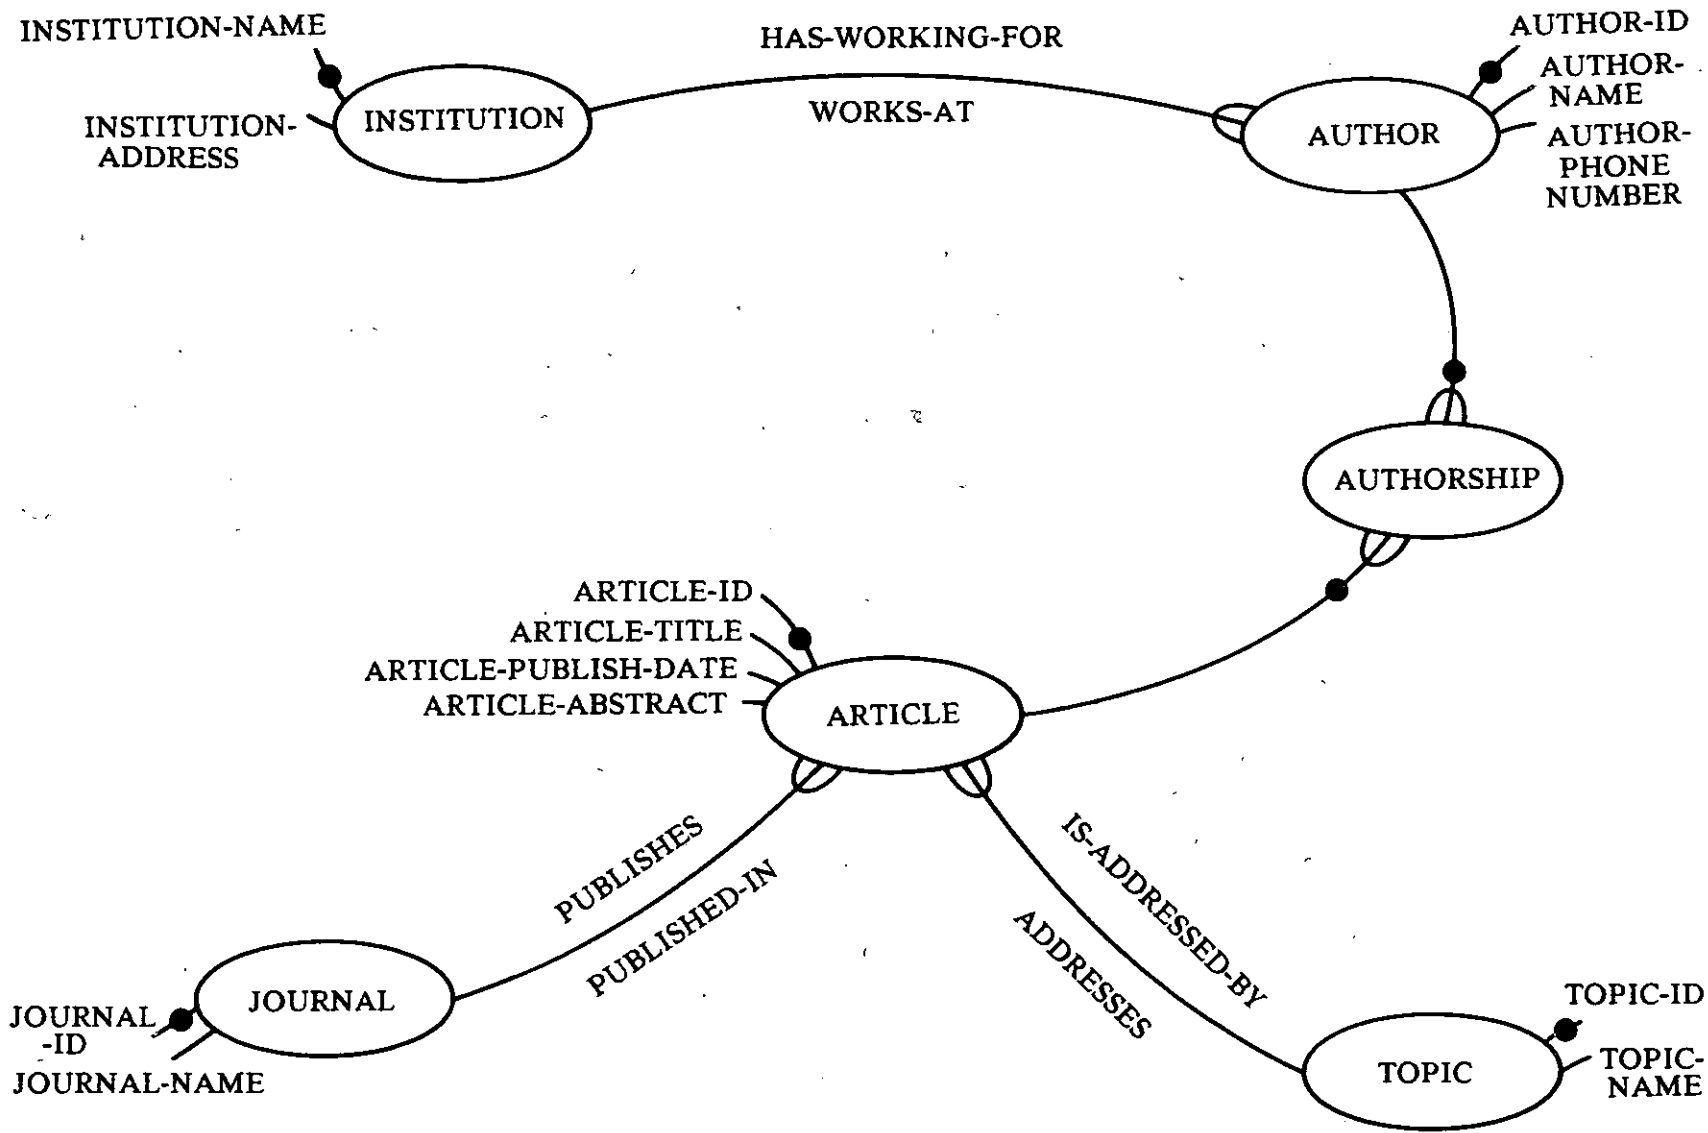 INSTITUTION-NAME
INSTITUTION-
ADDRESS
INSTITUTION
HAS-WORKING-FOR
WORKS-AT
AUTHOR
AUTHOR-ID
AUTHOR-
NAME
AUTHOR-
PHONE
NUMBER
AUTHORSHIP
ARTICLE-ID
ARTICLE-TITLE
ARTICLE-PUBLISH-DATE
ARTICLE-ABSTRACT
ARTICLE
PUBLISHES
PUBLISHED-IN
IS-ADDRESSED-BY
ADDRESSES
JOURNAL
JOURNAL
-ID
JOURNAL-NAME
TOPIC
TOPIC-ID
TOPIC-
NAME